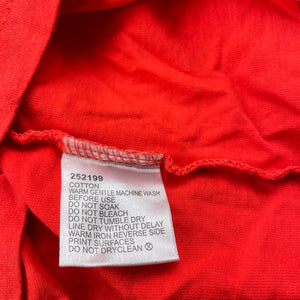 252199
COTTON
WARM GENTLE MACHINE WASH
BEFORE USE
DO NOT SOAK
DO NOT BLEACH
DO NOT TUMBLE DRY
LINE DRY WITHOUT DELAY
WARM IRON REVERSE SIDE
PRINT SURFACES
DO NOT DRYCLEAN